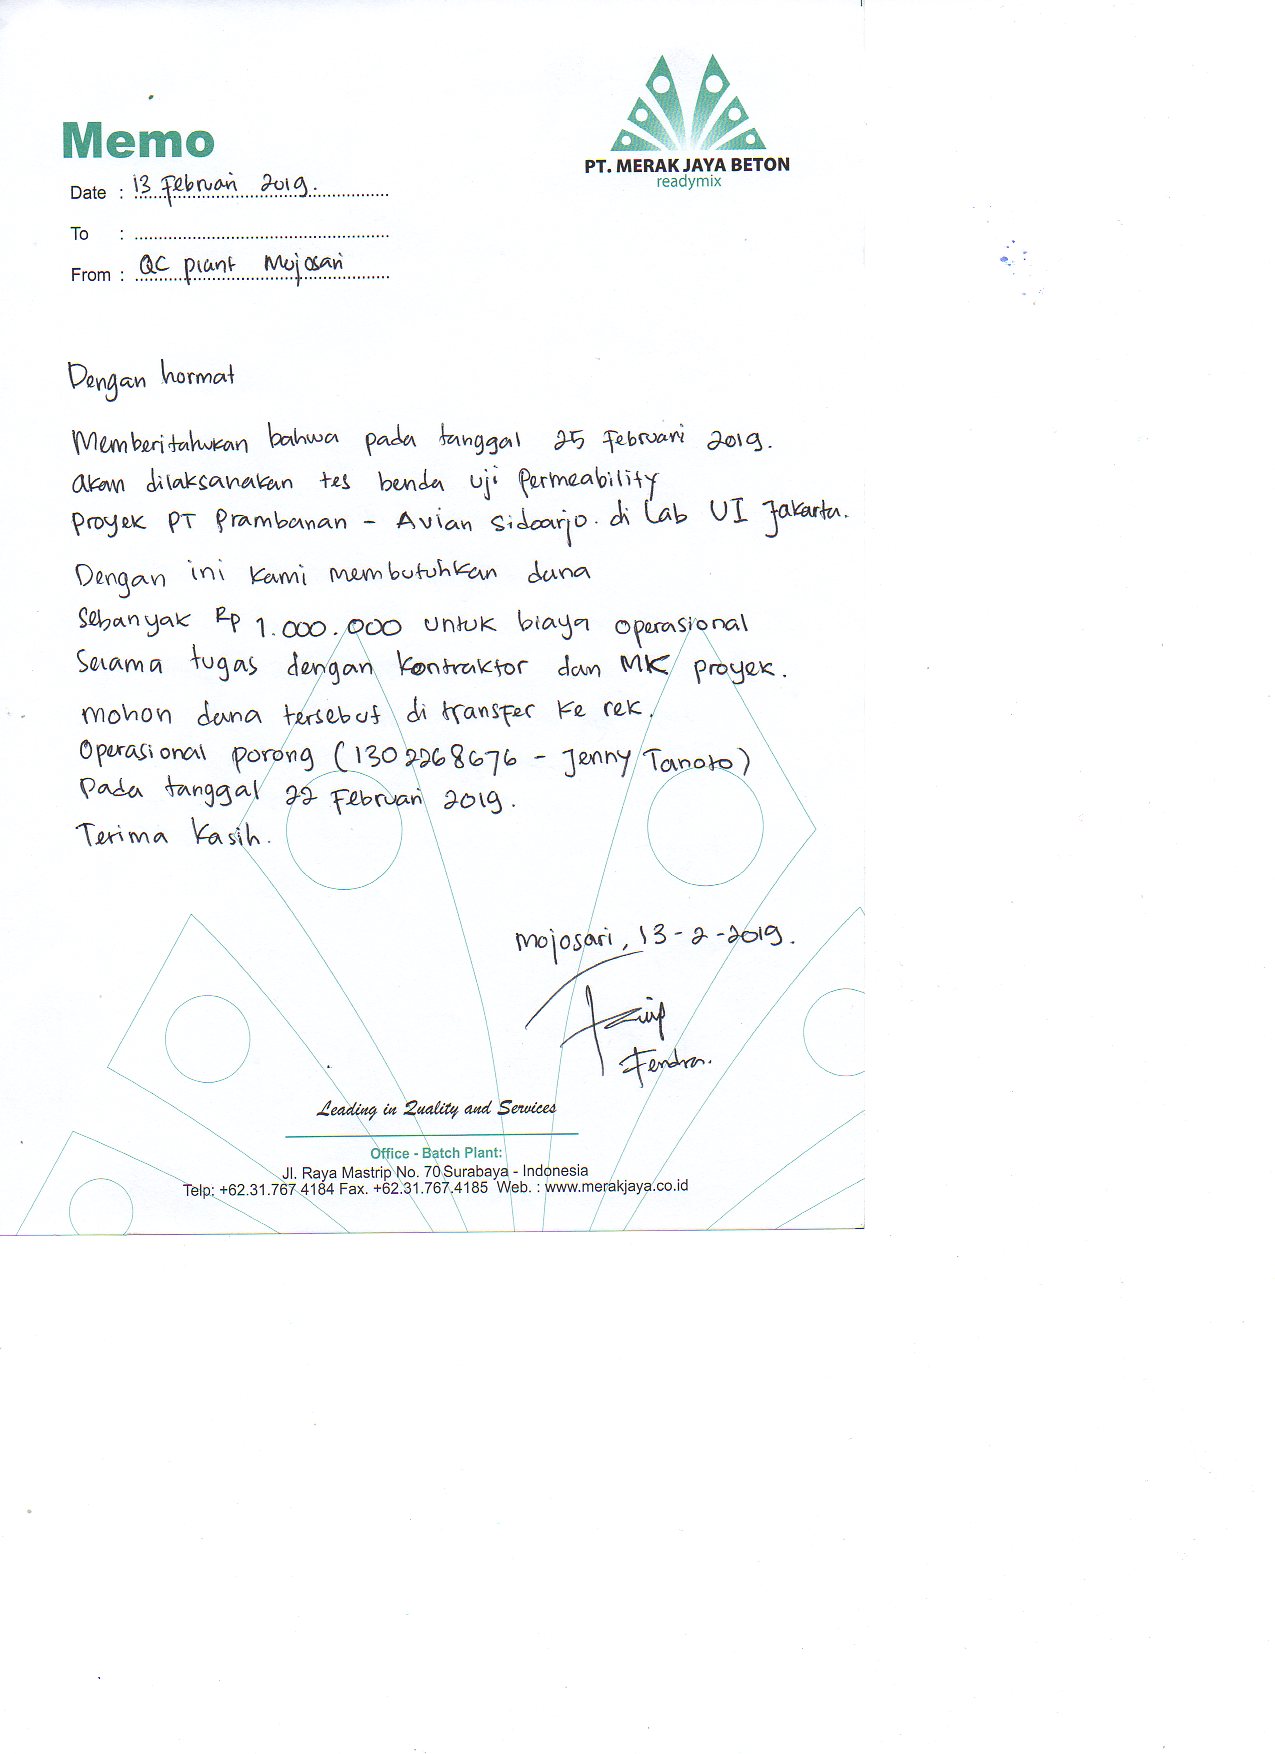 Memo
PT. MERAK JAYA BETON
readymix
Date : 13 Februari 2019.
To :
From : QC plant Mojosari
Dengan hormat
Memberitahukan bahwa pada tanggal 25 Februari 2019.
akan dilaksanakan tes benda uji Permeability
Proyek PT Prambanan - Avian Sidoarjo. di Lab UI Jakarta.
Dengan ini kami membutuhkan dana
Sebanyak Rp 1.000.000 untuk biaya operasional
Selama tugas dengan kontraktor dan MK proyek.
mohon dana tersebut di transfer ke rek.
Operasional porong (1302268676 - Jenny Tanoto)
Pada tanggal 22 Februari 2019.
Terima Kasih.
Mojosari, 13-2-2019.
Fendra.
Leading in Quality and Services
Office - Batch Plant:
Jl. Raya Mastrip No. 70 Surabaya - Indonesia
Telp: +62.31.767 4184 Fax. +62.31.767.4185 Web. : www.merakjaya.co.id